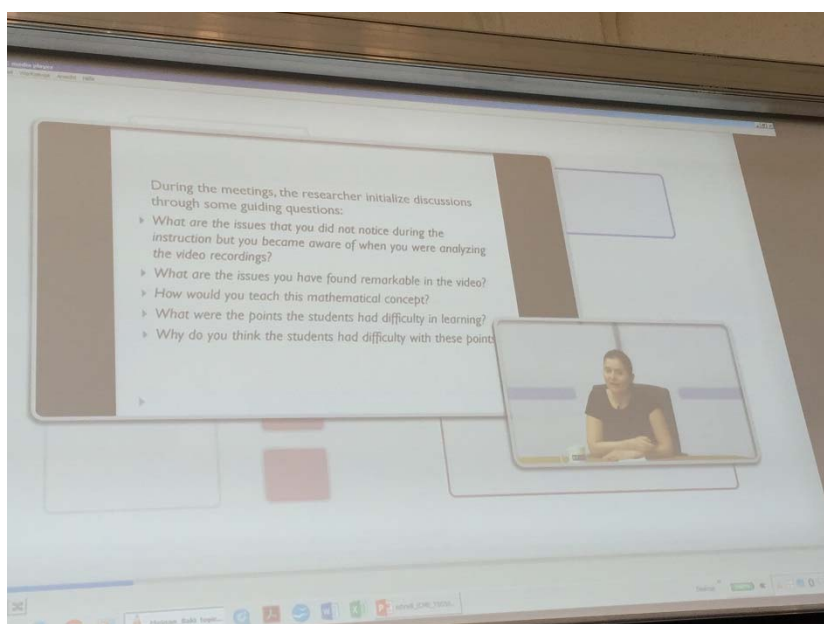 media player
During the meetings, the researcher initialize discussions
through some guiding questions:
What are the issues that you did not notice during the
instruction but you became aware of when you were analyzing
the video recordings?
What are the issues you have found remarkable in the video?
How would you teach this mathematical concept?
What were the points the students had difficulty in learning?
Why do you think the students had difficulty with these point